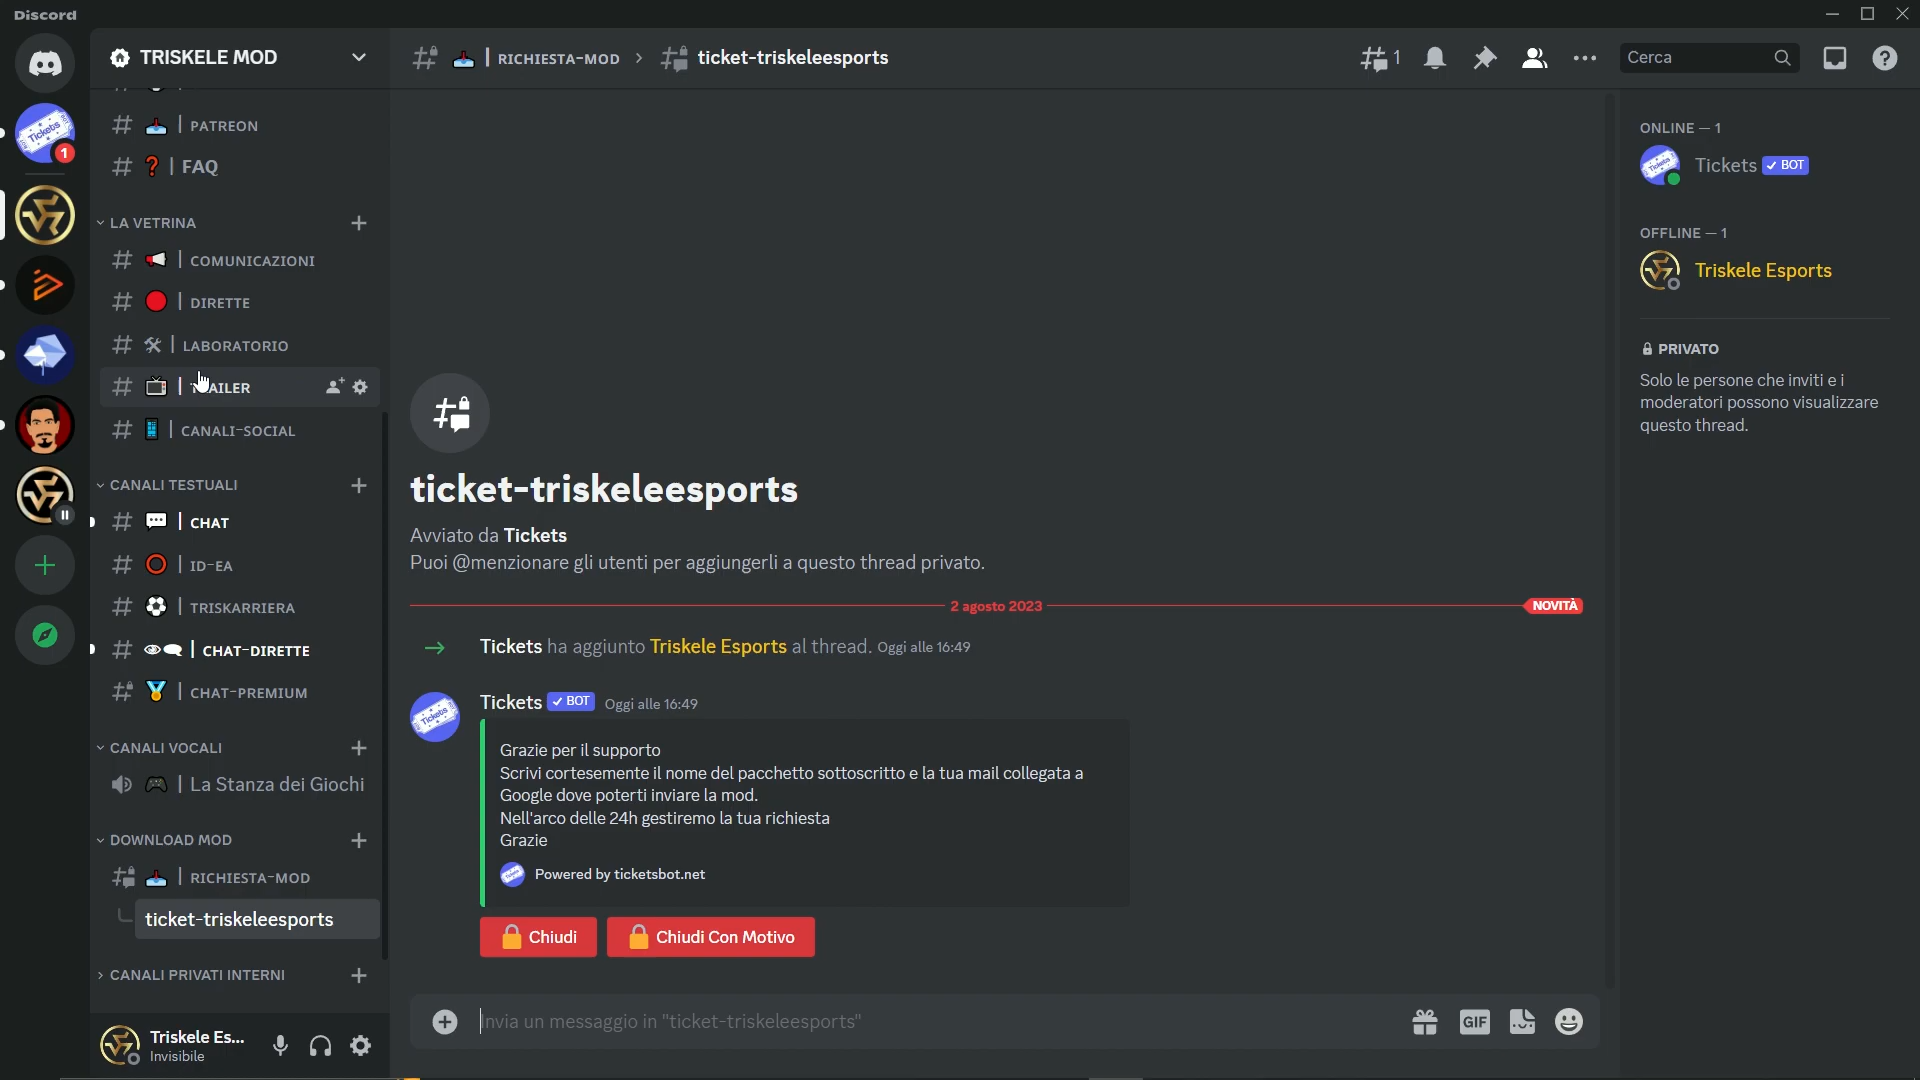 Discord
TRISKELE MOD
RICHIESTA-MOD
ticket-triskeleesports
1
Cerca
PATREON
FAQ
LA VETRINA
COMUNICAZIONI
DIRETTE
LABORATORIO
CANALI-SOCIAL
CANALI TESTUALI
CHAT
ID-EA
TRISKARRIERA
CHAT-DIRETTE
CHAT-PREMIUM
CANALI VOCALI
La Stanza dei Giochi
DOWNLOAD MOD
RICHIESTA-MOD
ticket-triskeleesports
CANALI PRIVATI INTERNI
Triskele Es...
Invisibile
Tickets
1
ticket-triskeleesports
Avviato da Tickets
Puoi @menzionare gli utenti per aggiungerli a questo thread privato.
2 agosto 2023
NOVITÀ
Tickets ha aggiunto Triskele Esports al thread. Oggi alle 16:49
Tickets BOT Oggi alle 16:49
Grazie per il supporto
Scrivi cortesemente il nome del pacchetto sottoscritto e la tua mail collegata a
Google dove poterti inviare la mod.
Nell'arco delle 24h gestiremo la tua richiesta
Grazie
Powered by ticketsbot.net
Chiudi
Chiudi Con Motivo
Invia un messaggio in "ticket-triskeleesports"
GIF
ONLINE — 1
Tickets BOT
OFFLINE — 1
Triskele Esports
PRIVATO
Solo le persone che inviti e i
moderatori possono visualizzare
questo thread.